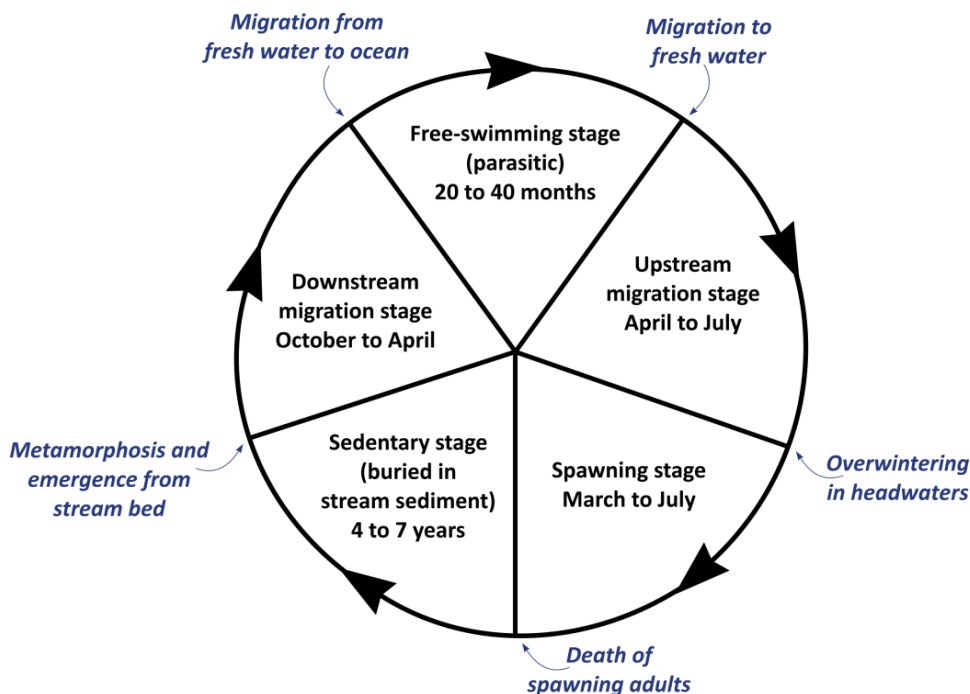 Migration from
fresh water to ocean
Migration to
fresh water
Free-swimming stage
(parasitic)
20 to 40 months
Upstream
migration stage
April to July
Downstream
migration stage
October to April
Sedentary stage
(buried in
stream sediment)
4 to 7 years
Spawning stage
March to July
Metamorphosis and
emergence from
stream bed
Overwintering
in headwaters
Death of
spawning adults